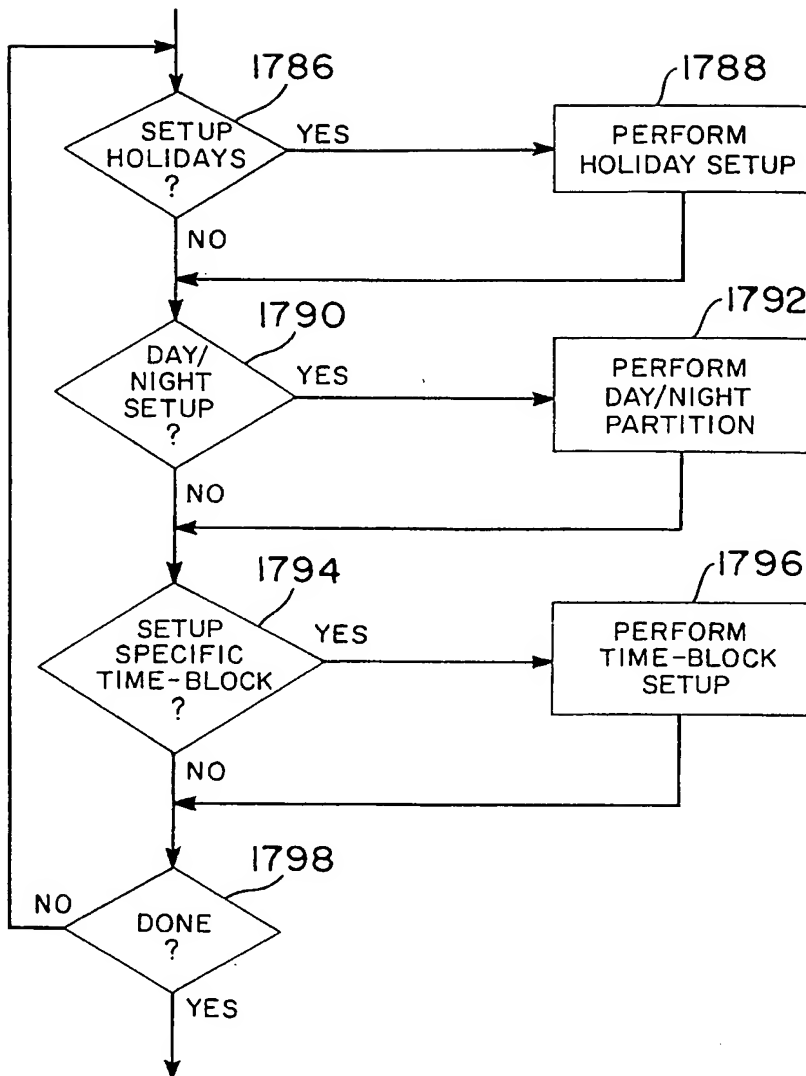 1786
SETUP
HOLIDAYS
?
YES
NO
1788
PERFORM
HOLIDAY SETUP
1790
DAY/
NIGHT
SETUP
?
YES
NO
1792
PERFORM
DAY/NIGHT
PARTITION
1794
SETUP
SPECIFIC
TIME-BLOCK
?
YES
NO
1796
PERFORM
TIME-BLOCK
SETUP
1798
DONE
?
NO
YES